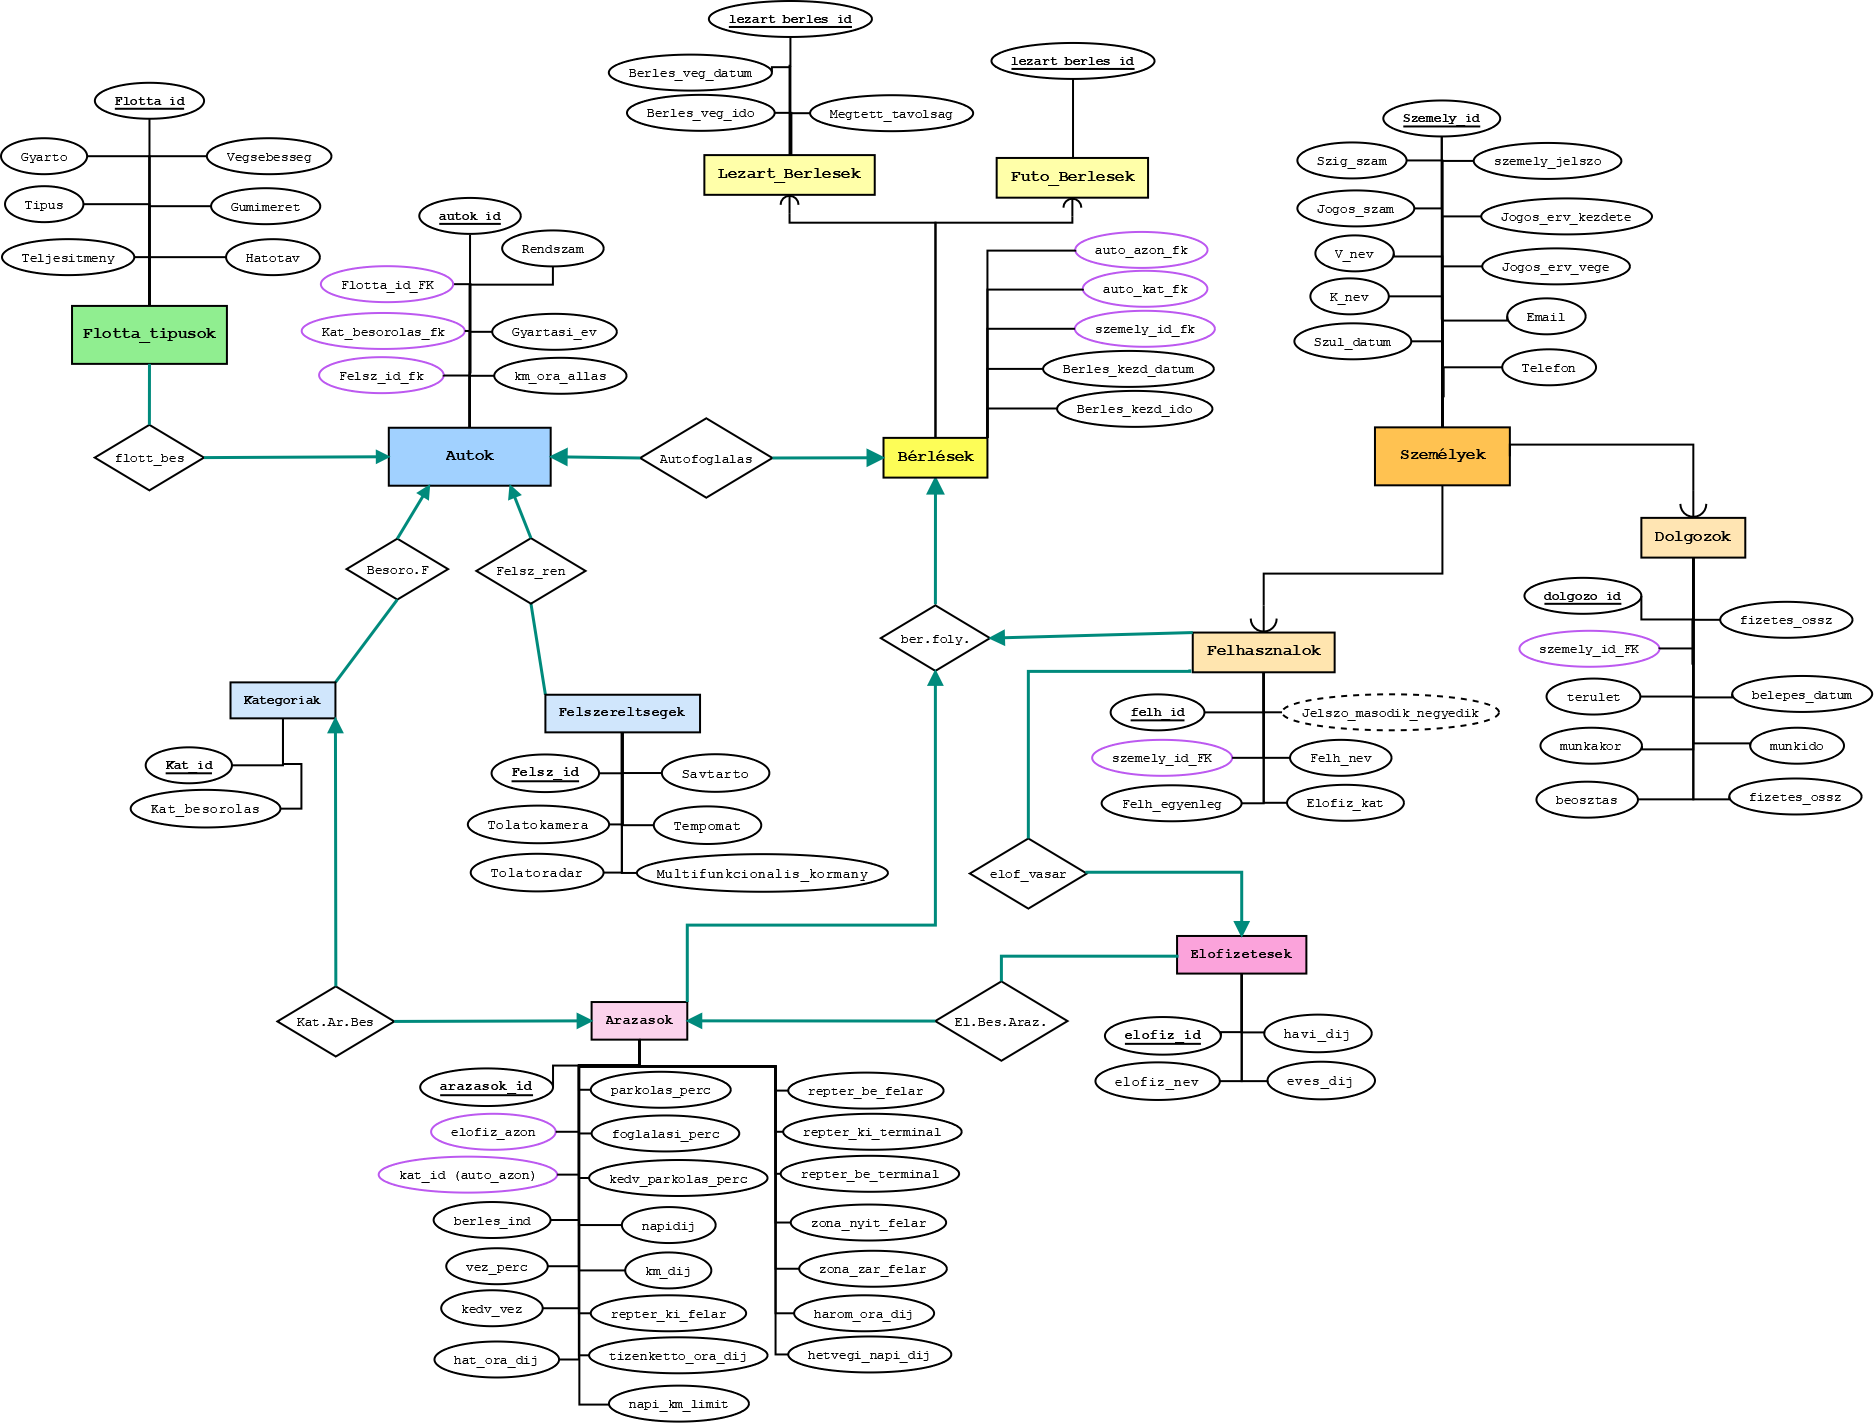 lezart_berles_id
Berles_veg_datum
Berles_veg_ido
Megtett_tavolsag
Lezart_Berlesek
lezart_berles_id
Futo_Berlesek
Flotta_id
Gyarto
Vegsebesseg
Tipus
Gumimeret
Teljesitmeny
Hatotav
Flotta_tipusok
flott_bes
autok_id
Rendszam
Flotta_id_FK
Kat_besorolas_fk
Gyartasi_ev
Felsz_id_fk
km_ora_allas
Autok
Autofoglalas
auto_azon_fk
auto_kat_fk
szemely_id_fk
Berles_kezd_datum
Berles_kezd_ido
Bérlések
Szemely_id
Szig_szam
szemely_jelszo
Jogos_szam
Jogos_erv_kezdete
V_nev
Jogos_erv_vege
K_nev
Email
Szul_datum
Telefon
Személyek
Dolgozok
dolgozo_id
fizetes_ossz
szemely_id_FK
terulet
belepes_datum
munkakor
munkido
beosztas
fizetes_ossz
Besoro.F
Felsz_ren
ber.foly.
Felhasznalok
felh_id
Jelszo_masodik_negyedik
szemely_id_FK
Felh_nev
Felh_egyenleg
Elofiz_kat
Kategoriak
Kat_id
Kat_besorolas
Felszereltsegek
Felsz_id
Savtarto
Tolatokamera
Tempomat
Tolatoradar
Multifunkcionalis_kormany
elof_vasar
Elofizetesek
elofiz_id
havi_dij
elofiz_nev
eves_dij
Kat.Ar.Bes
Arazasok
El.Bes.Araz.
arazasok_id
parkolas_perc
repter_be_felar
elofiz_azon
foglalasi_perc
repter_ki_terminal
kat_id (auto_azon)
kedv_parkolas_perc
repter_be_terminal
berles_ind
napidij
zona_nyit_felar
vez_perc
km_dij
zona_zar_felar
kedv_vez
repter_ki_felar
harom_ora_dij
hat_ora_dij
tizenketto_ora_dij
hetvegi_napi_dij
napi_km_limit